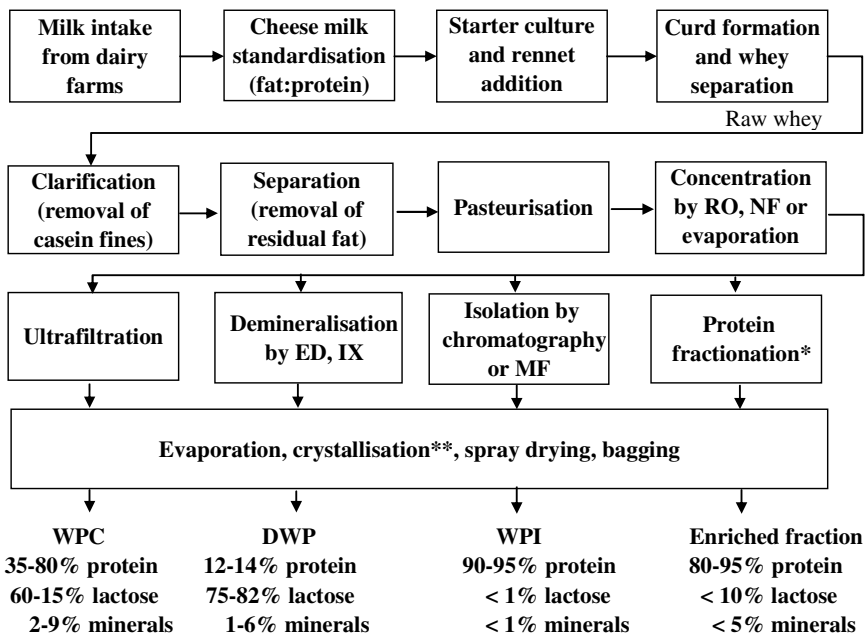 Milk intake
from dairy
farms
Cheese milk
standardisation
(fat:protein)
Starter culture
and rennet
addition
Curd formation
and whey
separation
Raw whey
Clarification
(removal of
casein fines)
Separation
(removal of
residual fat)
Pasteurisation
Concentration
by RO, NF or
evaporation
Ultrafiltration
Demineralisation
by ED, IX
Isolation by
chromatography
or MF
Protein
fractionation*
Evaporation, crystallisation**, spray drying, bagging
WPC
35-80% protein
60-15% lactose
2-9% minerals
DWP
12-14% protein
75-82% lactose
1-6% minerals
WPI
90-95% protein
< 1% lactose
< 1% minerals
Enriched fraction
80-95% protein
< 10% lactose
< 5% minerals